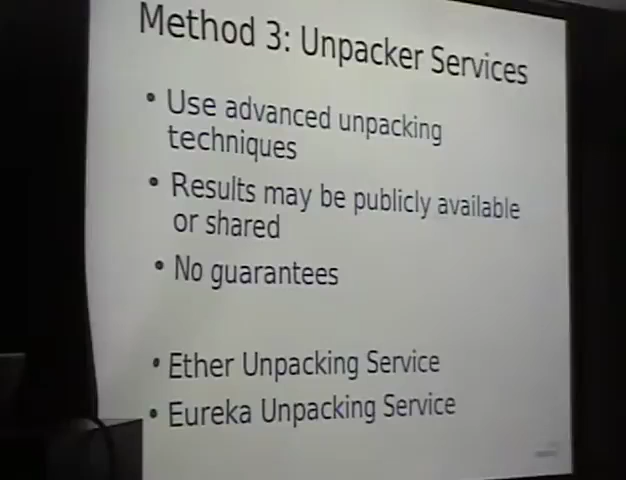 Method 3: Unpacker Services
• Use advanced unpacking
techniques
• Results may be publicly available
or shared
• No guarantees
• Ether Unpacking Service
• Eureka Unpacking Service